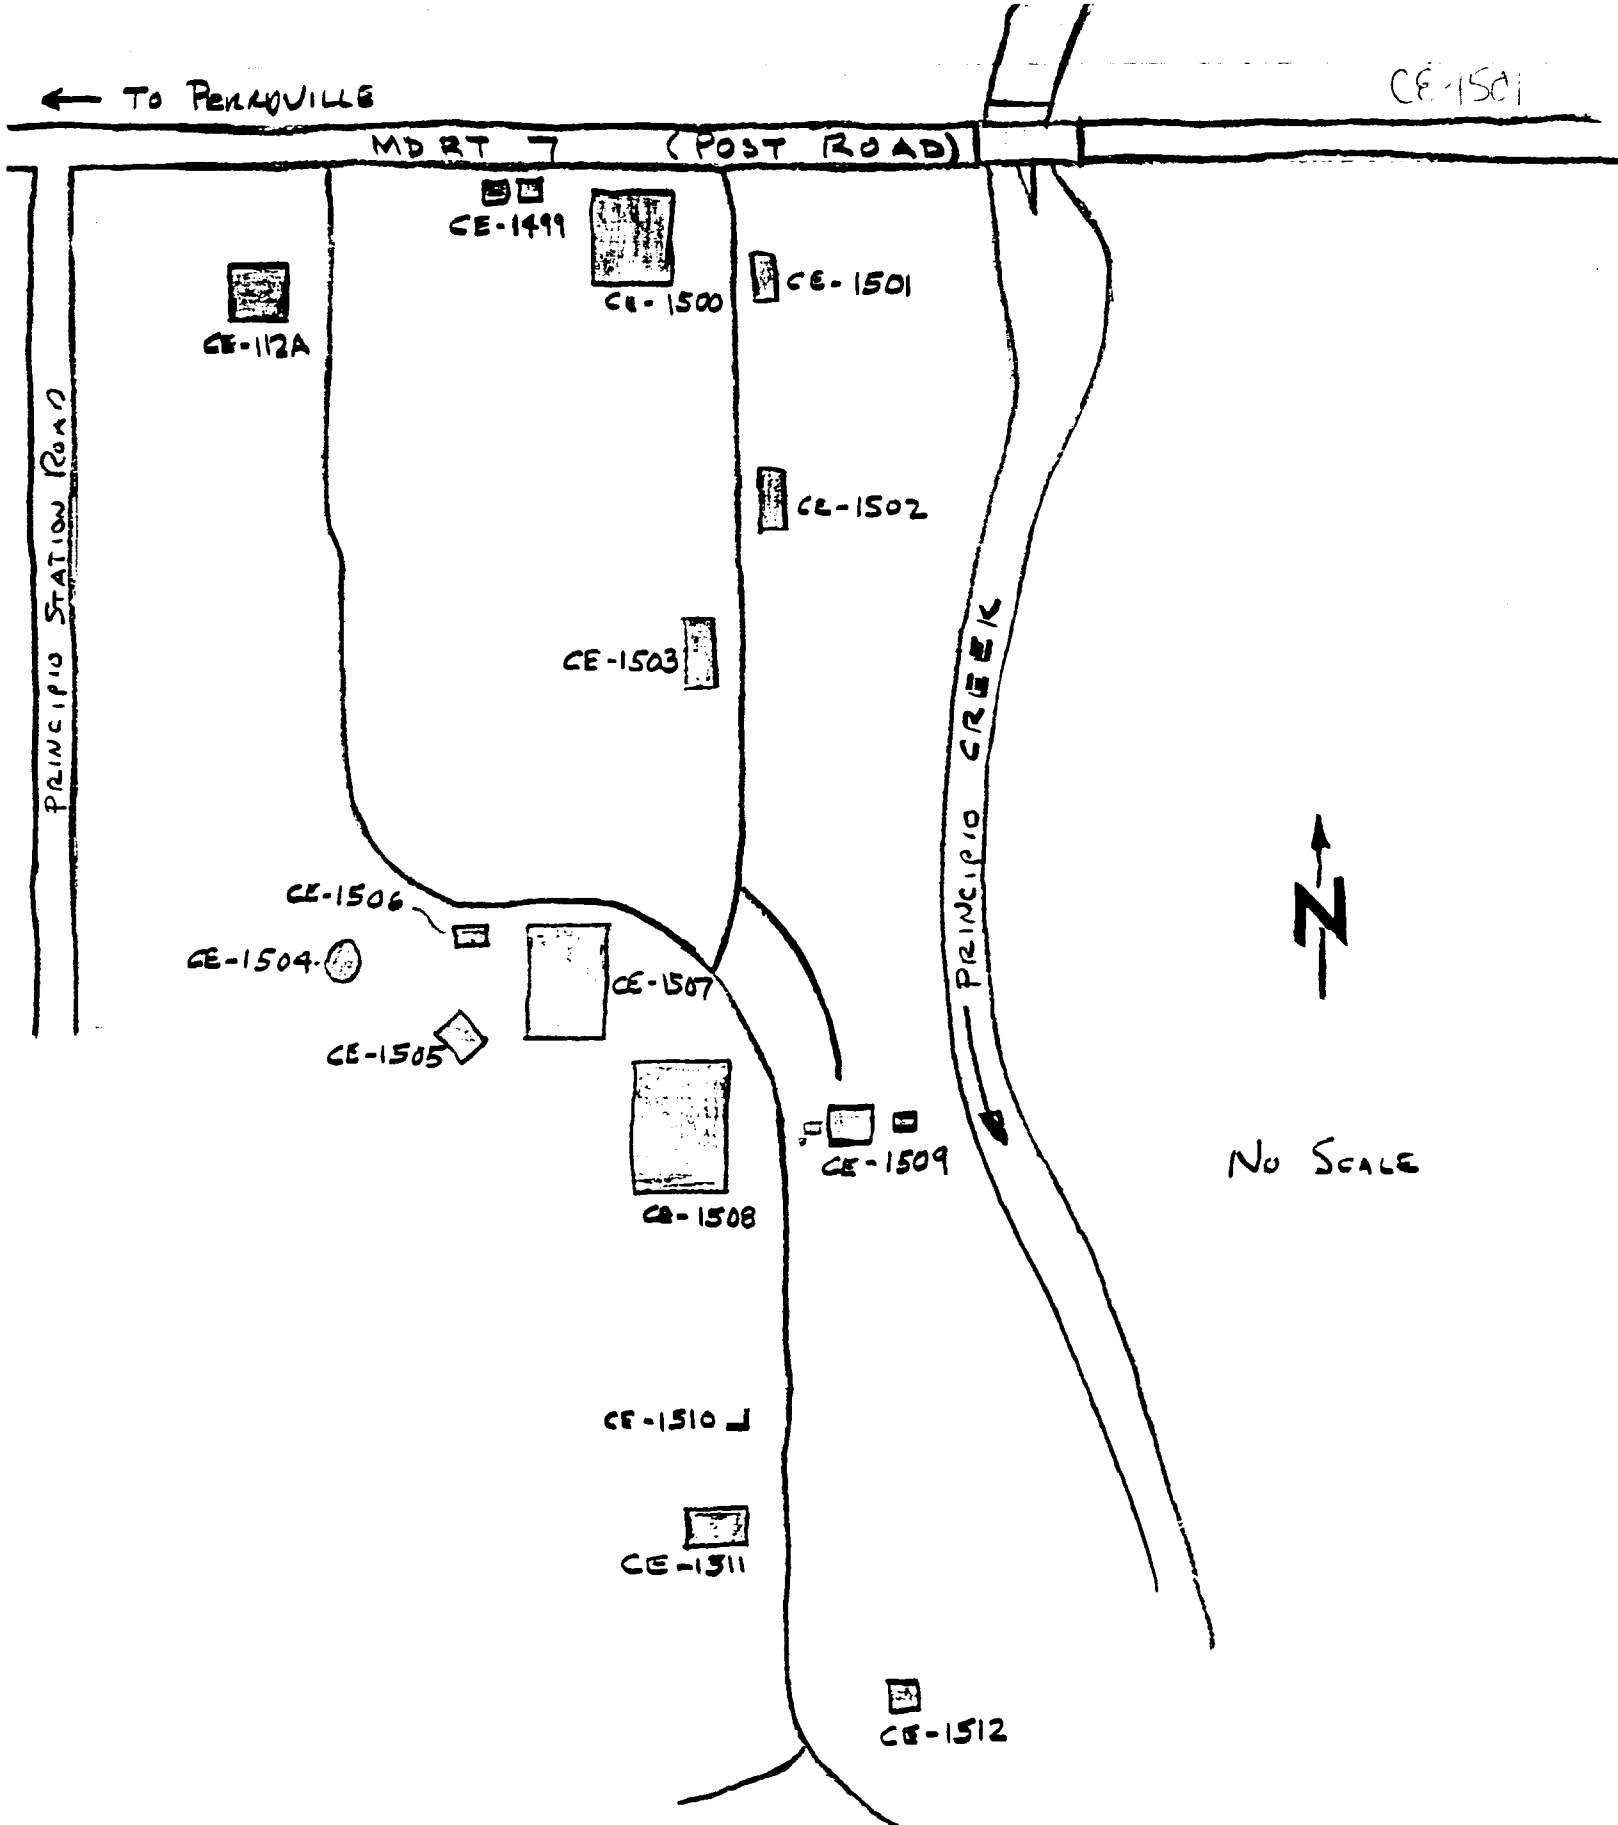 CE-1501
← TO PERRYVILLE
MD RT 7 (POST ROAD)
CE-1499
CE-1500
CE-1501
CE-112A
PRINCIPIO STATION ROAD
CE-1502
CE-1503
PRINCIPIO CREEK
CE-1506
CE-1504
CE-1507
CE-1505
N
CE-1509
NO SCALE
CE-1508
CE-1510
CE-1511
CE-1512